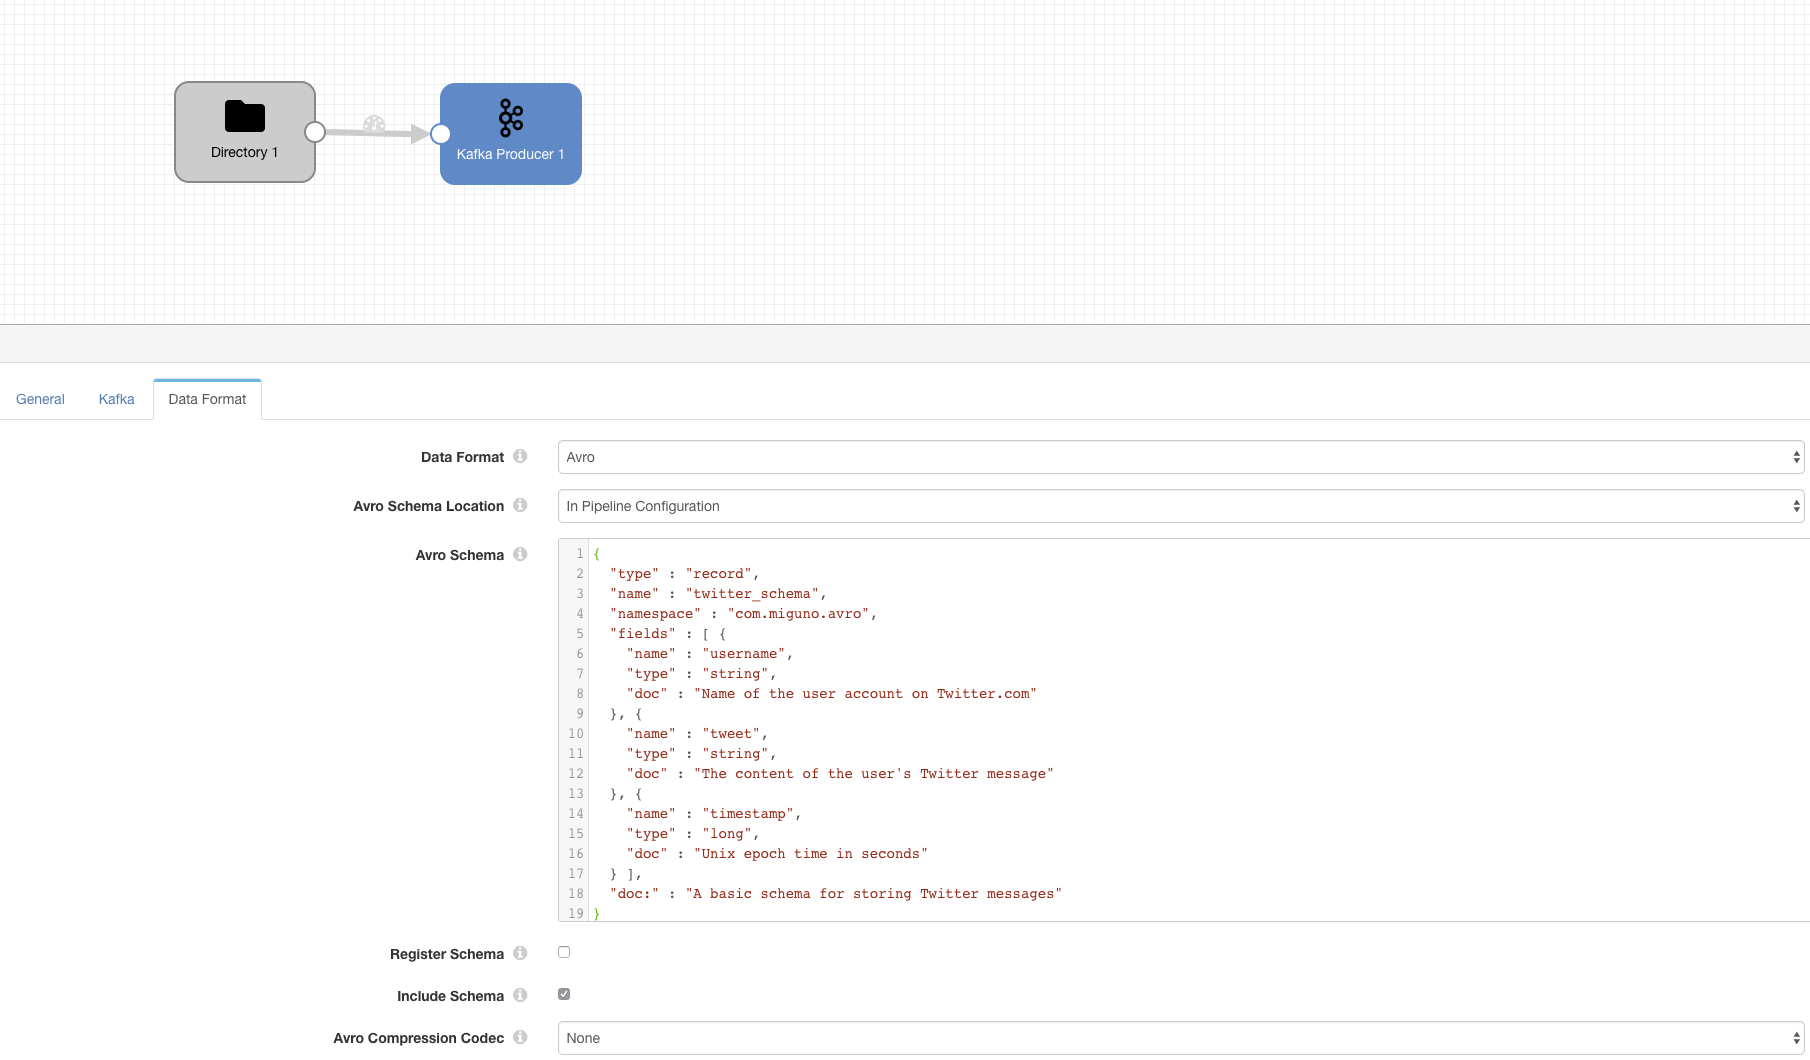 Directory 1
Kafka Producer 1
General
Kafka
Data Format
Data Format
Avro
Avro Schema Location
In Pipeline Configuration
Avro Schema
1 {
2 "type" : "record",
3 "name" : "twitter_schema",
4 "namespace" : "com.miguno.avro",
5 "fields" : [ {
6 "name" : "username",
7 "type" : "string",
8 "doc" : "Name of the user account on Twitter.com"
9 }, {
10 "name" : "tweet",
11 "type" : "string",
12 "doc" : "The content of the user's Twitter message"
13 }, {
14 "name" : "timestamp",
15 "type" : "long",
16 "doc" : "Unix epoch time in seconds"
17 } ],
18 "doc:" : "A basic schema for storing Twitter messages"
19 }
Register Schema
Include Schema
Avro Compression Codec
None